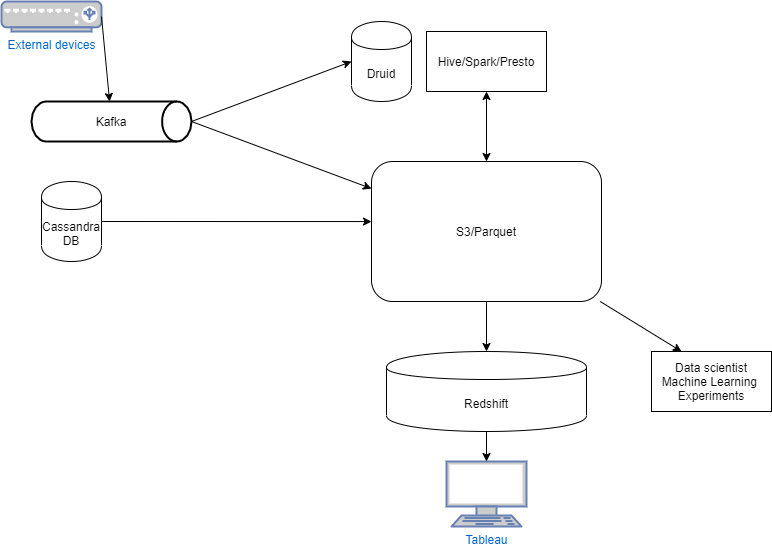 External devices
Druid
Hive/Spark/Presto
Kafka
Cassandra
DB
S3/Parquet
Data scientist
Machine Learning
Experiments
Redshift
Tableau